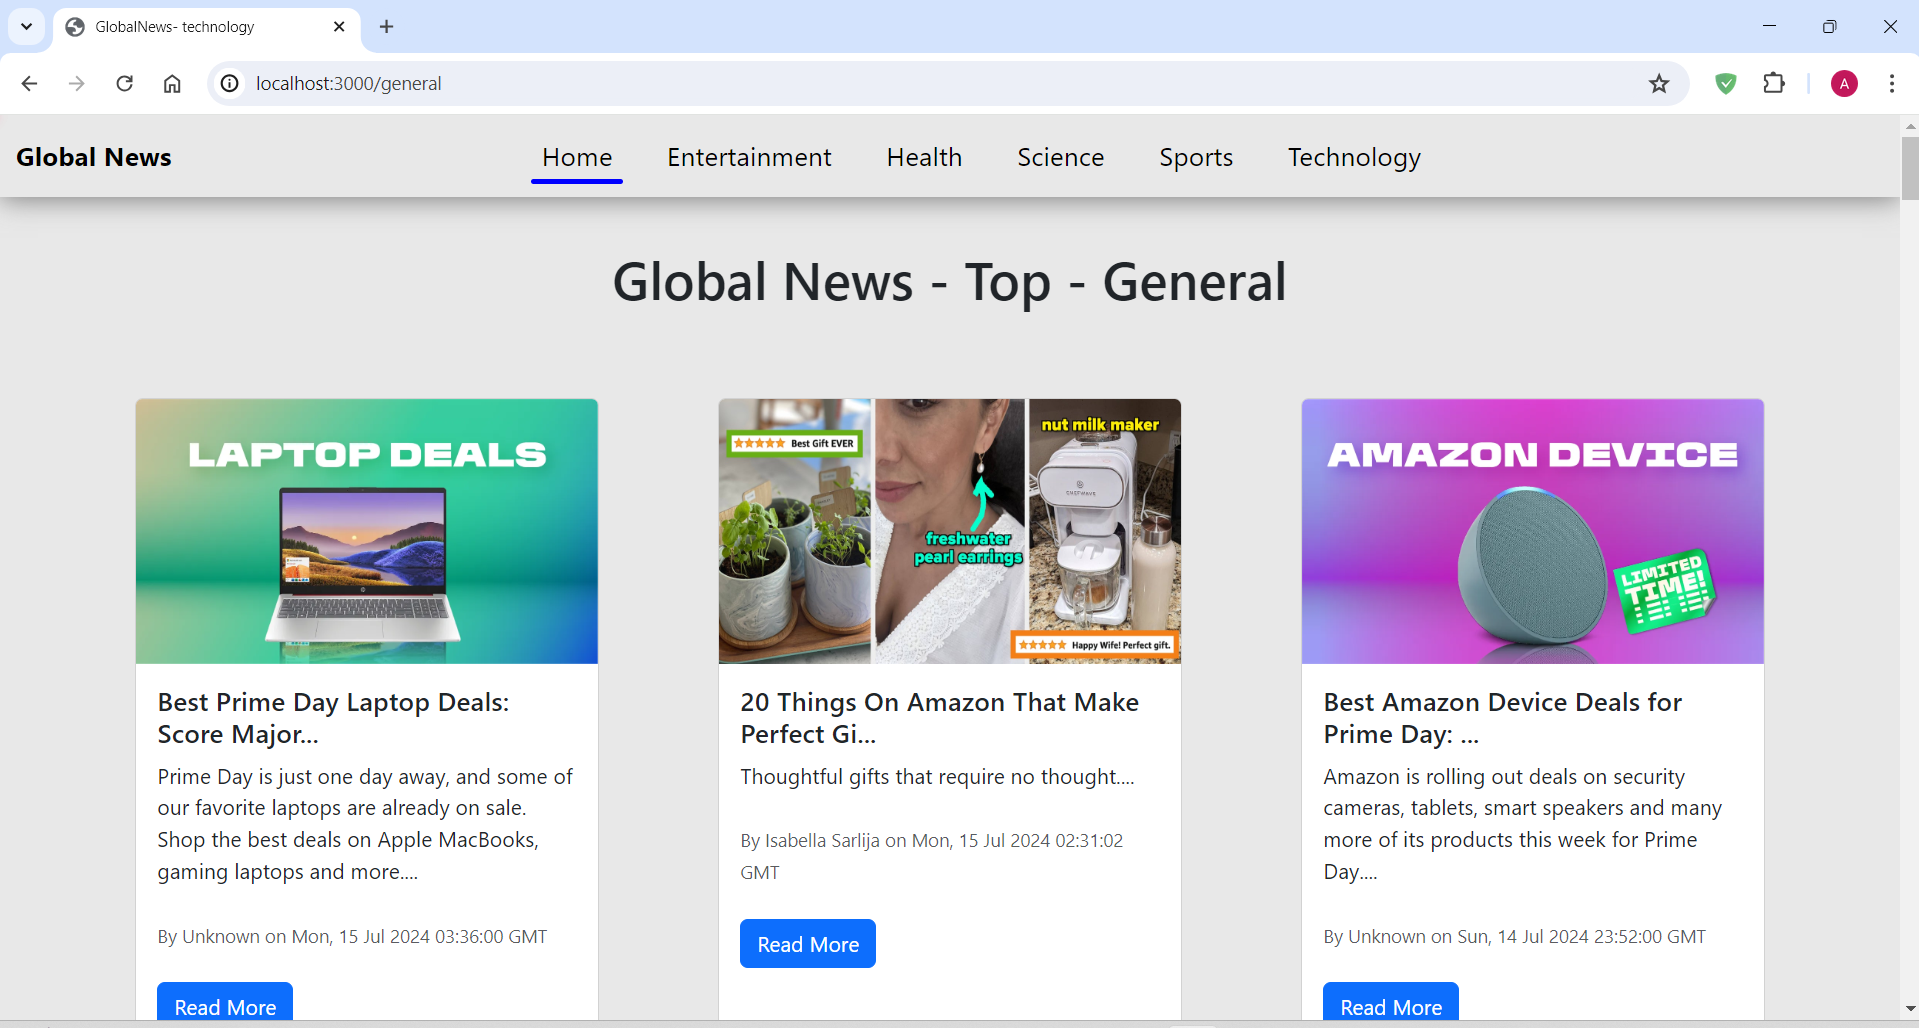 GlobalNews- technology
localhost:3000/general
A
Global News
Home
Entertainment
Health
Science
Sports
Technology
Global News - Top - General
LAPTOP DEALS
Best Prime Day Laptop Deals:
Score Major...
Prime Day is just one day away, and some of
our favorite laptops are already on sale.
Shop the best deals on Apple MacBooks,
gaming laptops and more....
By Unknown on Mon, 15 Jul 2024 03:36:00 GMT
Read More
Best Gift EVER
freshwater
pearl earrings
nut milk maker
CHEFWAVE
Happy Wife! Perfect gift.
20 Things On Amazon That Make
Perfect Gi...
Thoughtful gifts that require no thought....
By Isabella Sarlija on Mon, 15 Jul 2024 02:31:02
GMT
Read More
AMAZON DEVICE
LIMITED
TIME!
Best Amazon Device Deals for
Prime Day: ...
Amazon is rolling out deals on security
cameras, tablets, smart speakers and many
more of its products this week for Prime
Day....
By Unknown on Sun, 14 Jul 2024 23:52:00 GMT
Read More